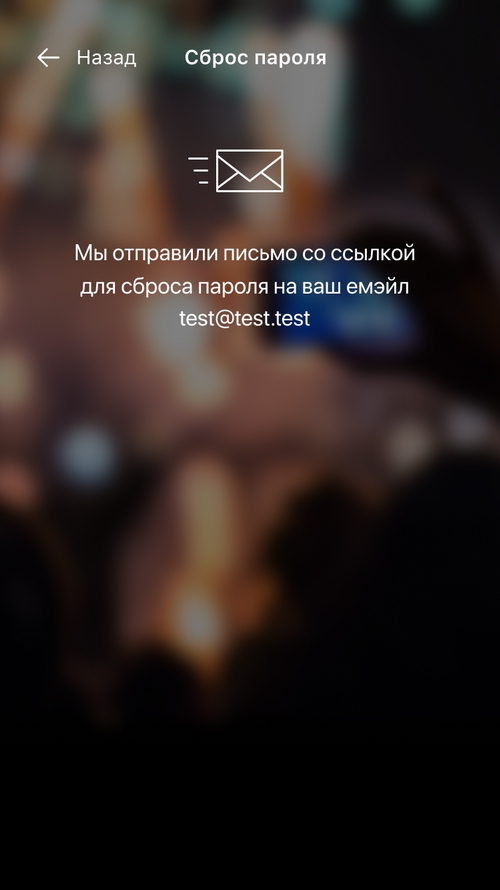 Назад
Сброс пароля
Мы отправили письмо со ссылкой
для сброса пароля на ваш емэйл
test@test.test